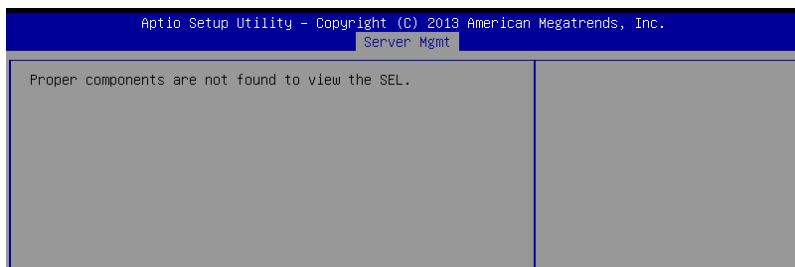 Aptio Setup Utility – Copyright (C) 2013 American Megatrends, Inc.
Server Mgmt
Proper components are not found to view the SEL.